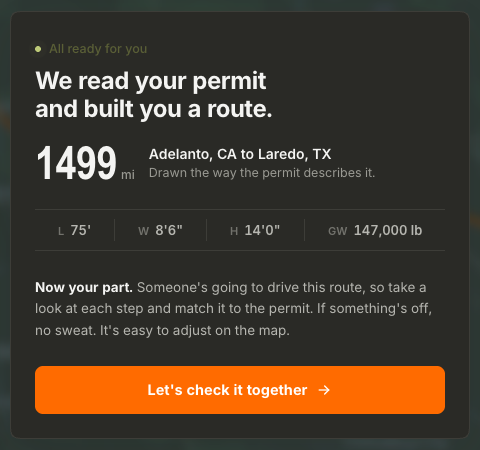 All ready for you
We read your permit
and built you a route.
1499 mi
Adelanto, CA to Laredo, TX
Drawn the way the permit describes it.
L 75' W 8'6" H 14'0" GW 147,000 lb
Now your part. Someone's going to drive this route, so take a
look at each step and match it to the permit. If something's off,
no sweat. It's easy to adjust on the map.
Let's check it together →